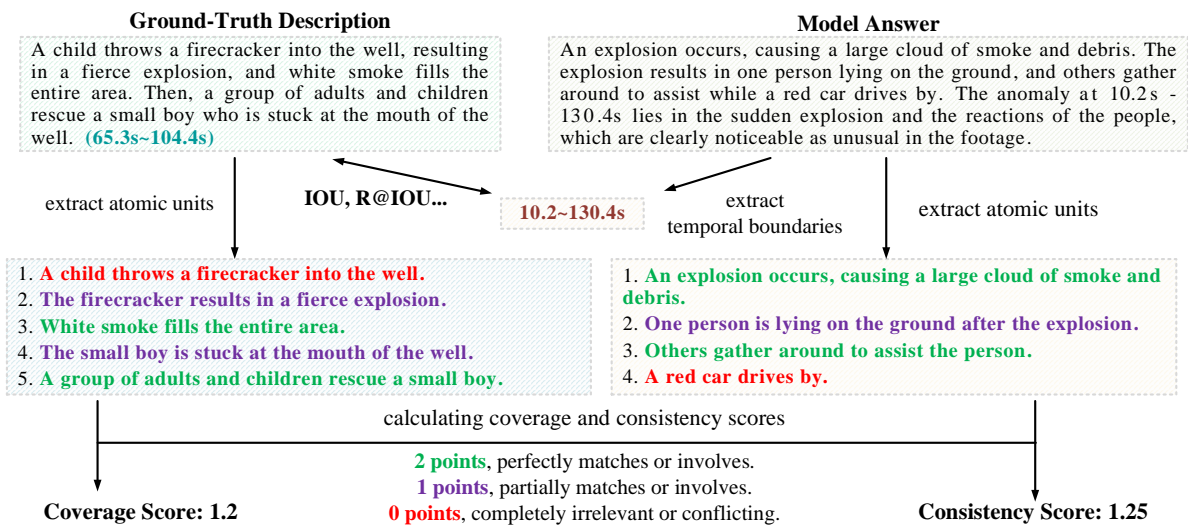 Ground-Truth Description
A child throws a firecracker into the well, resulting
in a fierce explosion, and white smoke fills the
entire area. Then, a group of adults and children
rescue a small boy who is stuck at the mouth of the
well. (65.3s~104.4s)
Model Answer
An explosion occurs, causing a large cloud of smoke and debris. The
explosion results in one person lying on the ground, and others gather
around to assist while a red car drives by. The anomaly at 10.2s -
130.4s lies in the sudden explosion and the reactions of the people,
which are clearly noticeable as unusual in the footage.
extract atomic units
IOU, R@IOU...
10.2~130.4s
extract
temporal boundaries
extract atomic units
1. A child throws a firecracker into the well.
2. The firecracker results in a fierce explosion.
3. White smoke fills the entire area.
4. The small boy is stuck at the mouth of the well.
5. A group of adults and children rescue a small boy.
1. An explosion occurs, causing a large cloud of smoke and
debris.
2. One person is lying on the ground after the explosion.
3. Others gather around to assist the person.
4. A red car drives by.
calculating coverage and consistency scores
2 points, perfectly matches or involves.
1 points, partially matches or involves.
0 points, completely irrelevant or conflicting.
Coverage Score: 1.2
Consistency Score: 1.25